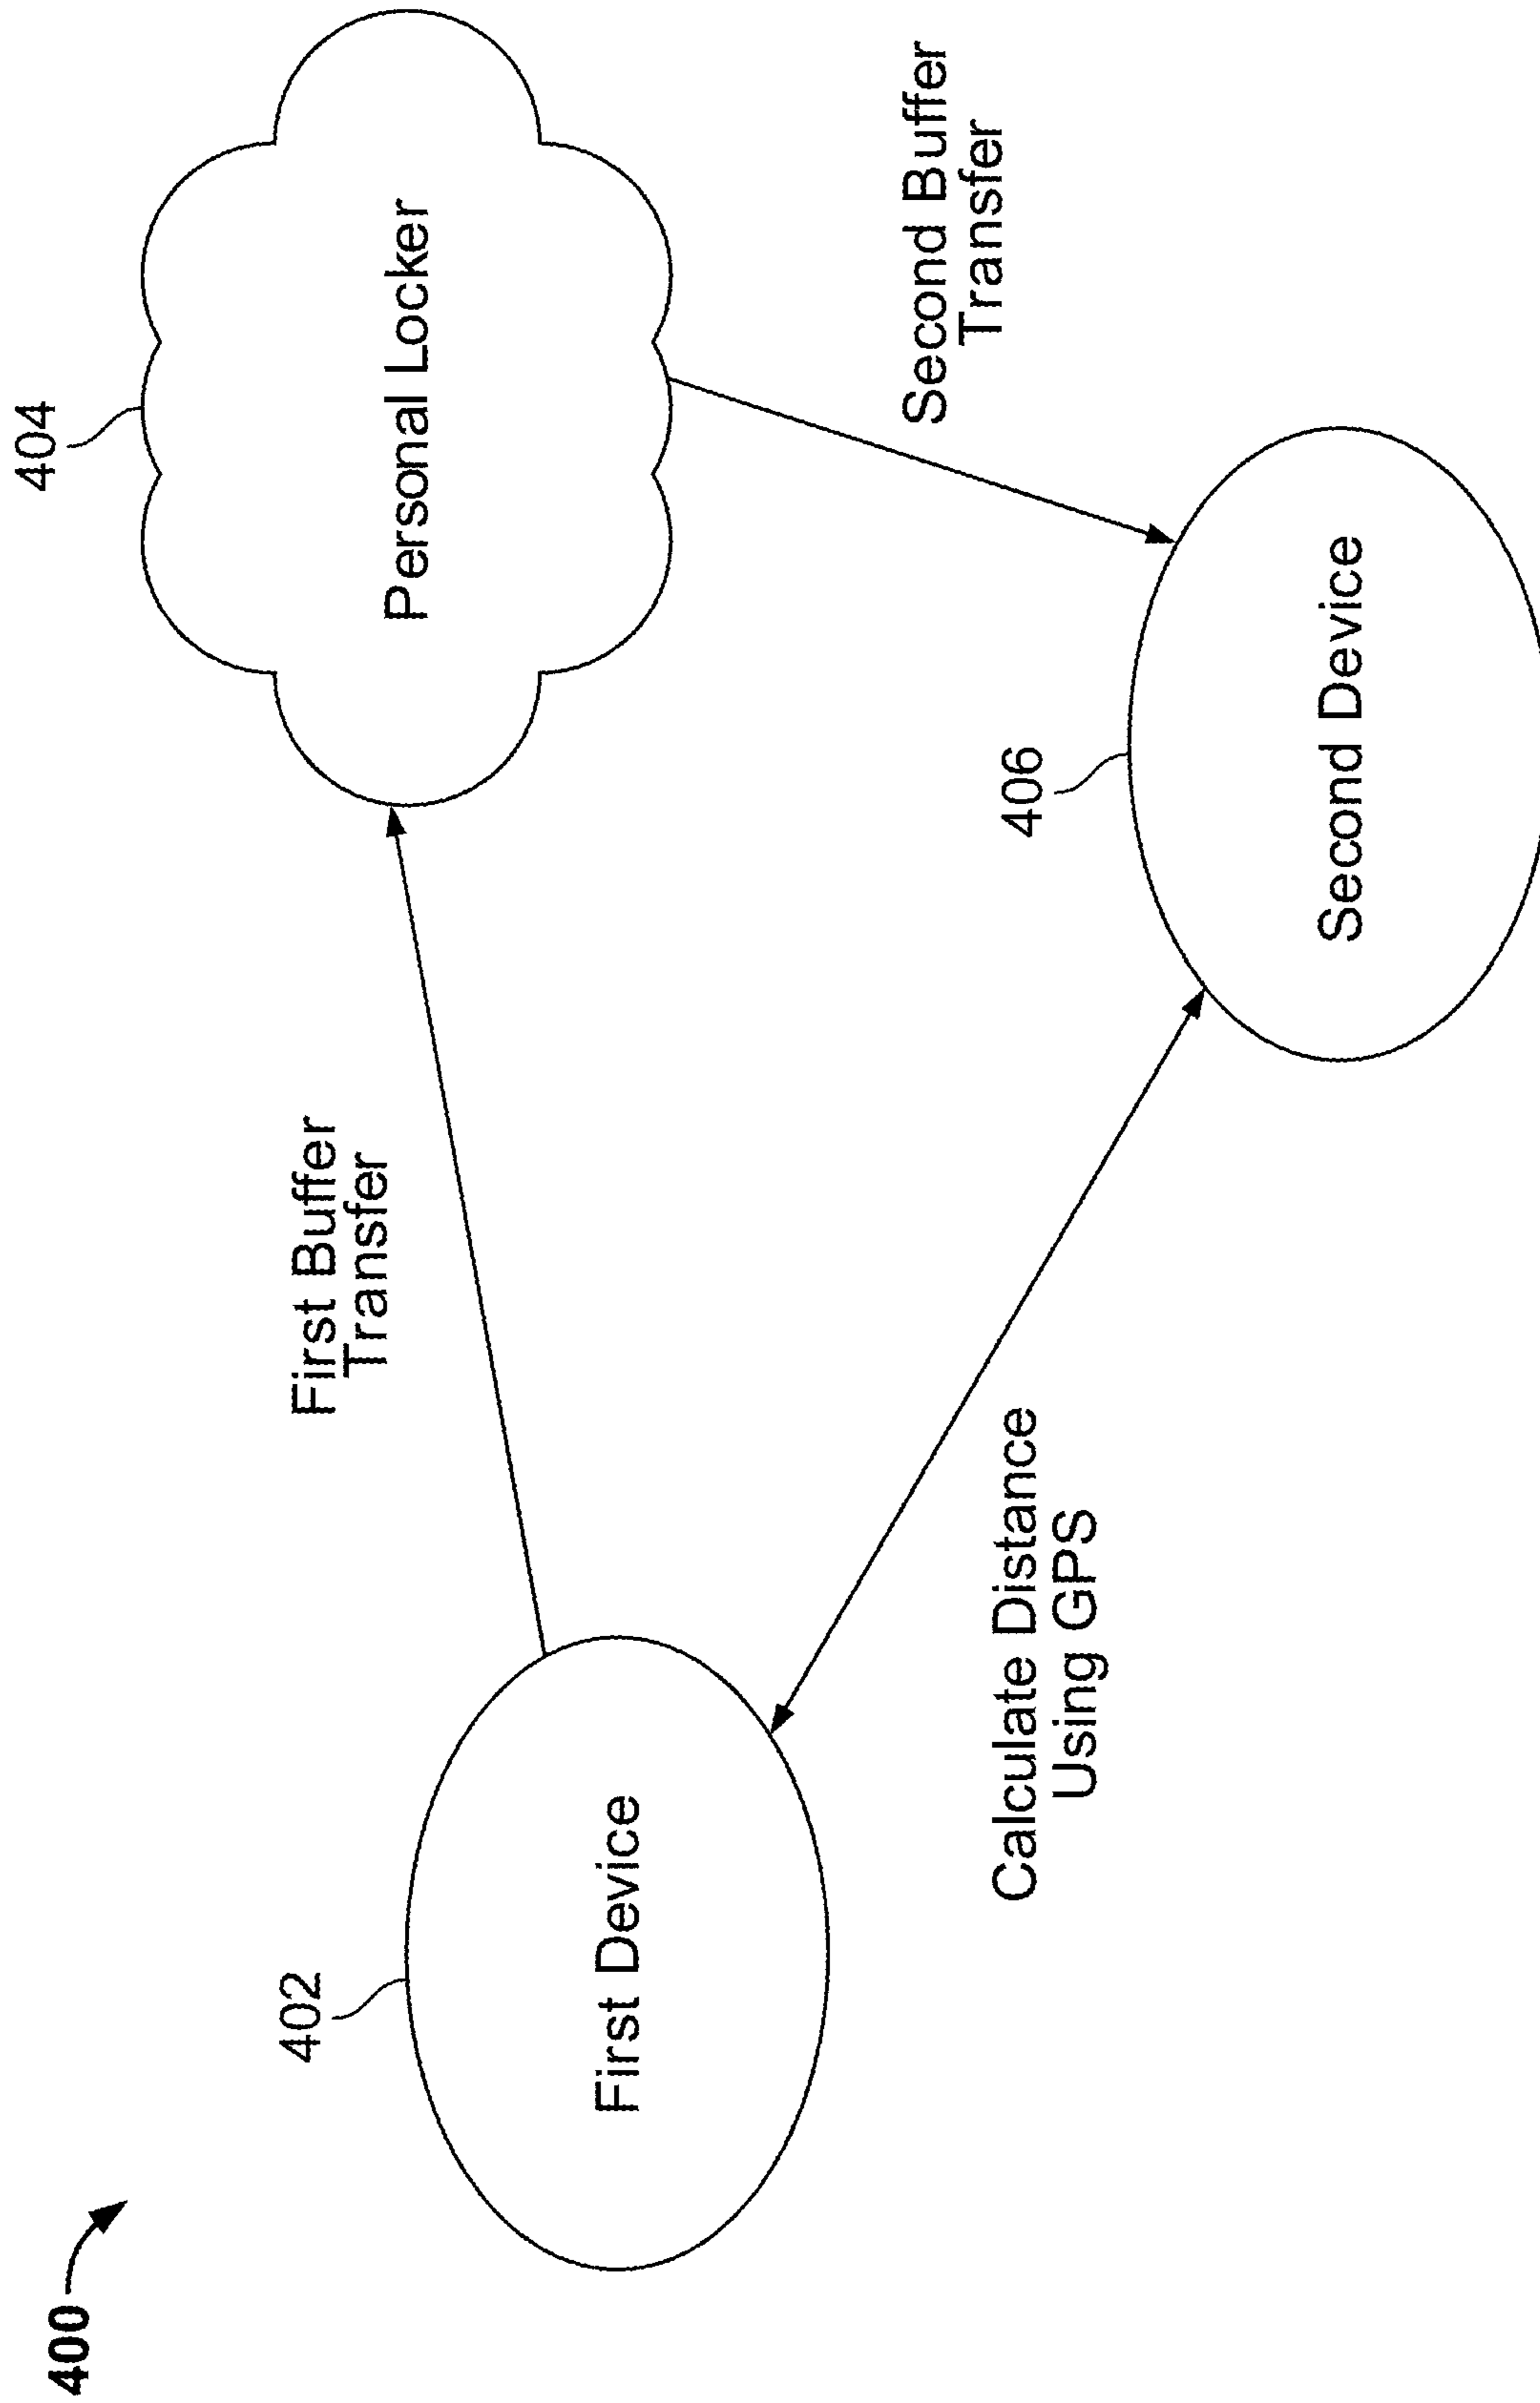 400
402
First Device
First Buffer
Transfer
404
Personal Locker
Calculate Distance
Using GPS
406
Second Device
Second Buffer
Transfer